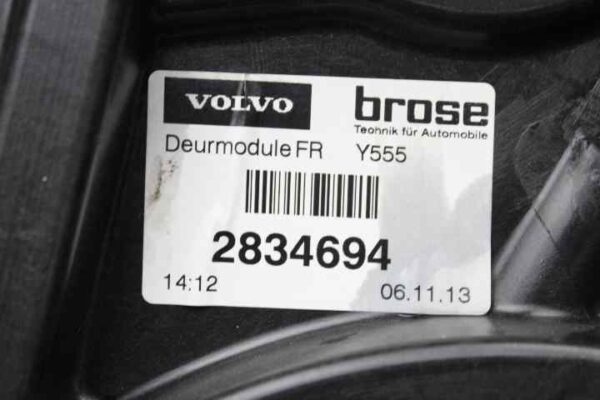 VOLVO brose
Technik für Automobile
Deurmodule FR Y555
2834694
14:12 06.11.13